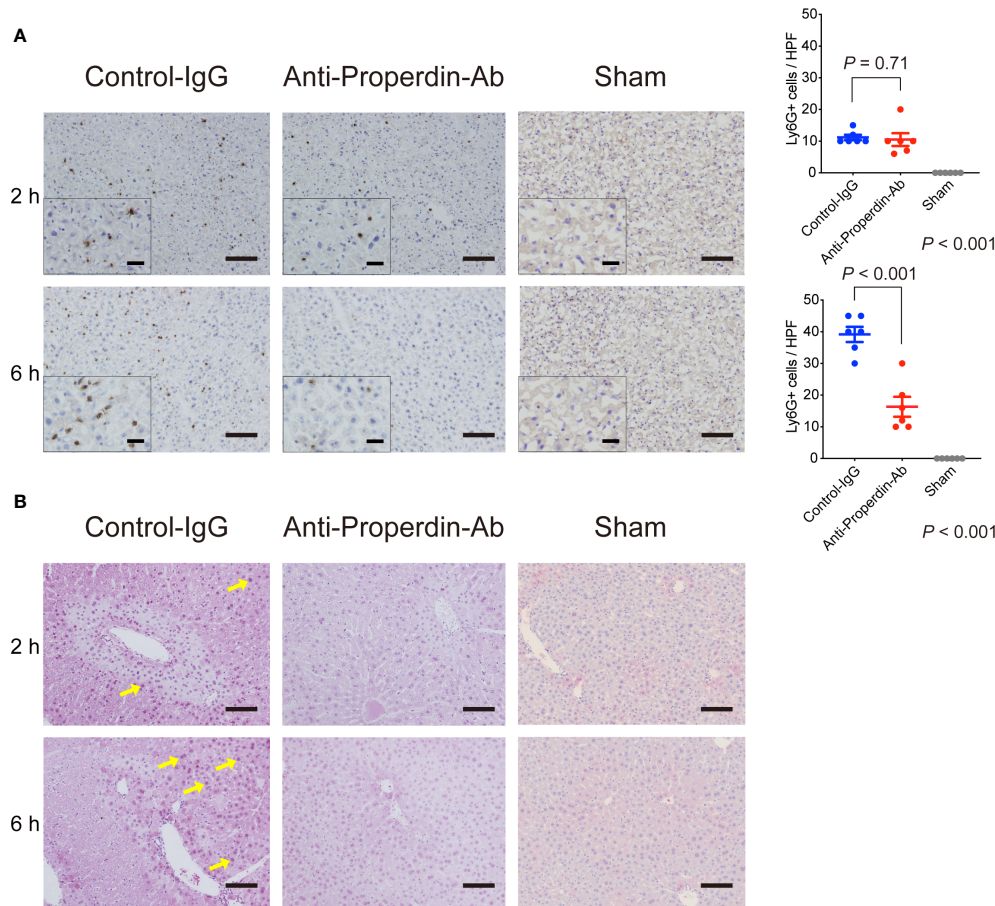 A
Control-IgG
Anti-Properdin-Ab
Sham
2 h
6 h
50
40
30
20
10
0
Ly6G+ cells / HPF
P = 0.71
Control-IgG
Anti-Properdin-Ab
Sham
P < 0.001
P < 0.001
50
40
30
20
10
0
Ly6G+ cells / HPF
Control-IgG
Anti-Properdin-Ab
Sham
P < 0.001
B
Control-IgG
Anti-Properdin-Ab
Sham
2 h
6 h